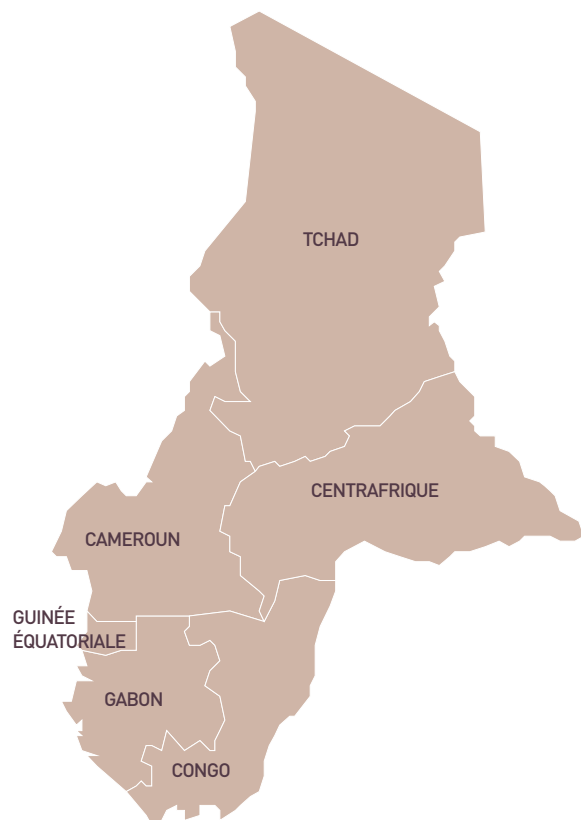 TCHAD
CENTRAFRIQUE
CAMEROUN
GUINÉE
ÉQUATORIALE
GABON
CONGO